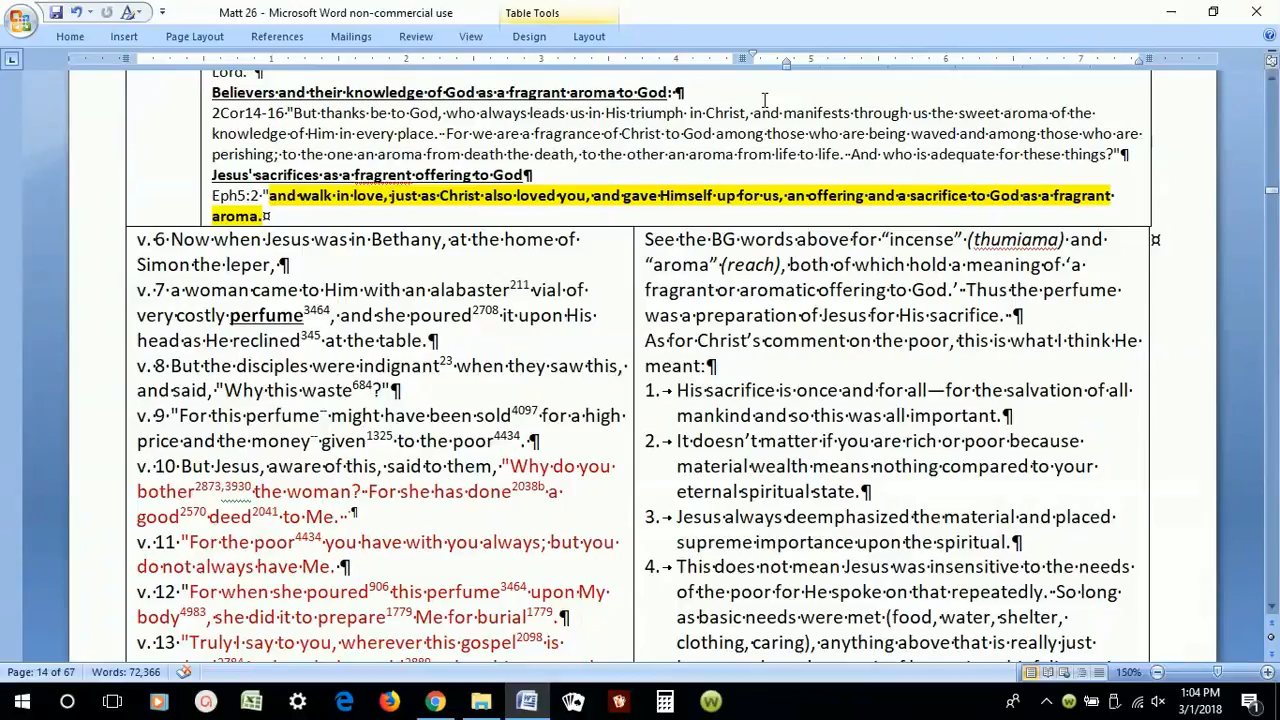 Matt 26 - Microsoft Word non-commercial use
Table Tools
Home Insert Page Layout References Mailings Review View Design Layout
1 2 3 4 5 6 7
Lord."¶
Believers and their knowledge of God as a fragrant aroma to God:¶
2Cor14-16 "But thanks be to God, who always leads us in His triumph in Christ, and manifests through us the sweet aroma of the
knowledge of Him in every place. For we are a fragrance of Christ to God among those who are being waved and among those who are
perishing; to the one an aroma from death the death, to the other an aroma from life to life. And who is adequate for these things?"¶
Jesus' sacrifices as a fragrent offering to God¶
Eph5:2 "and walk in love, just as Christ also loved you, and gave Himself up for us, an offering and a sacrifice to God as a fragrant
aroma.¤
v.6 Now when Jesus was in Bethany, at the home of
Simon the leper, ¶
v.7 a woman came to Him with an alabaster211 vial of
very costly perfume3464, and she poured2708 it upon His
head as He reclined345 at the table.¶
v.8 But the disciples were indignant23 when they saw this,
and said, "Why this waste684?"¶
v.9 "For this perfume might have been sold4097 for a high
price and the money given1325 to the poor4434. ¶
v.10 But Jesus, aware of this, said to them, "Why do you
bother2873,3930 the woman? For she has done2038b a
good2570 deed2041 to Me. ¶
v.11 "For the poor4434 you have with you always; but you
do not always have Me. ¶
v.12 "For when she poured906 this perfume3464 upon My
body4983, she did it to prepare1779 Me for burial1779.¶
v.13 "Truly I say to you, wherever this gospel2098 is
See the BG words above for “incense” (thumiama) and
“aroma” (reach), both of which hold a meaning of ‘a
fragrant or aromatic offering to God.’ Thus the perfume
was a preparation of Jesus for His sacrifice. ¶
As for Christ’s comment on the poor, this is what I think He
meant:¶
1. His sacrifice is once and for all—for the salvation of all
mankind and so this was all important.¶
2. It doesn’t matter if you are rich or poor because
material wealth means nothing compared to your
eternal spiritual state.¶
3. Jesus always deemphasized the material and placed
supreme importance upon the spiritual.¶
4. This does not mean Jesus was insensitive to the needs
of the poor for He spoke on that repeatedly. So long
as basic needs were met (food, water, shelter,
clothing, caring), anything above that is really just
¤
Page: 14 of 67 Words: 72,366 150%
1:04 PM
3/1/2018